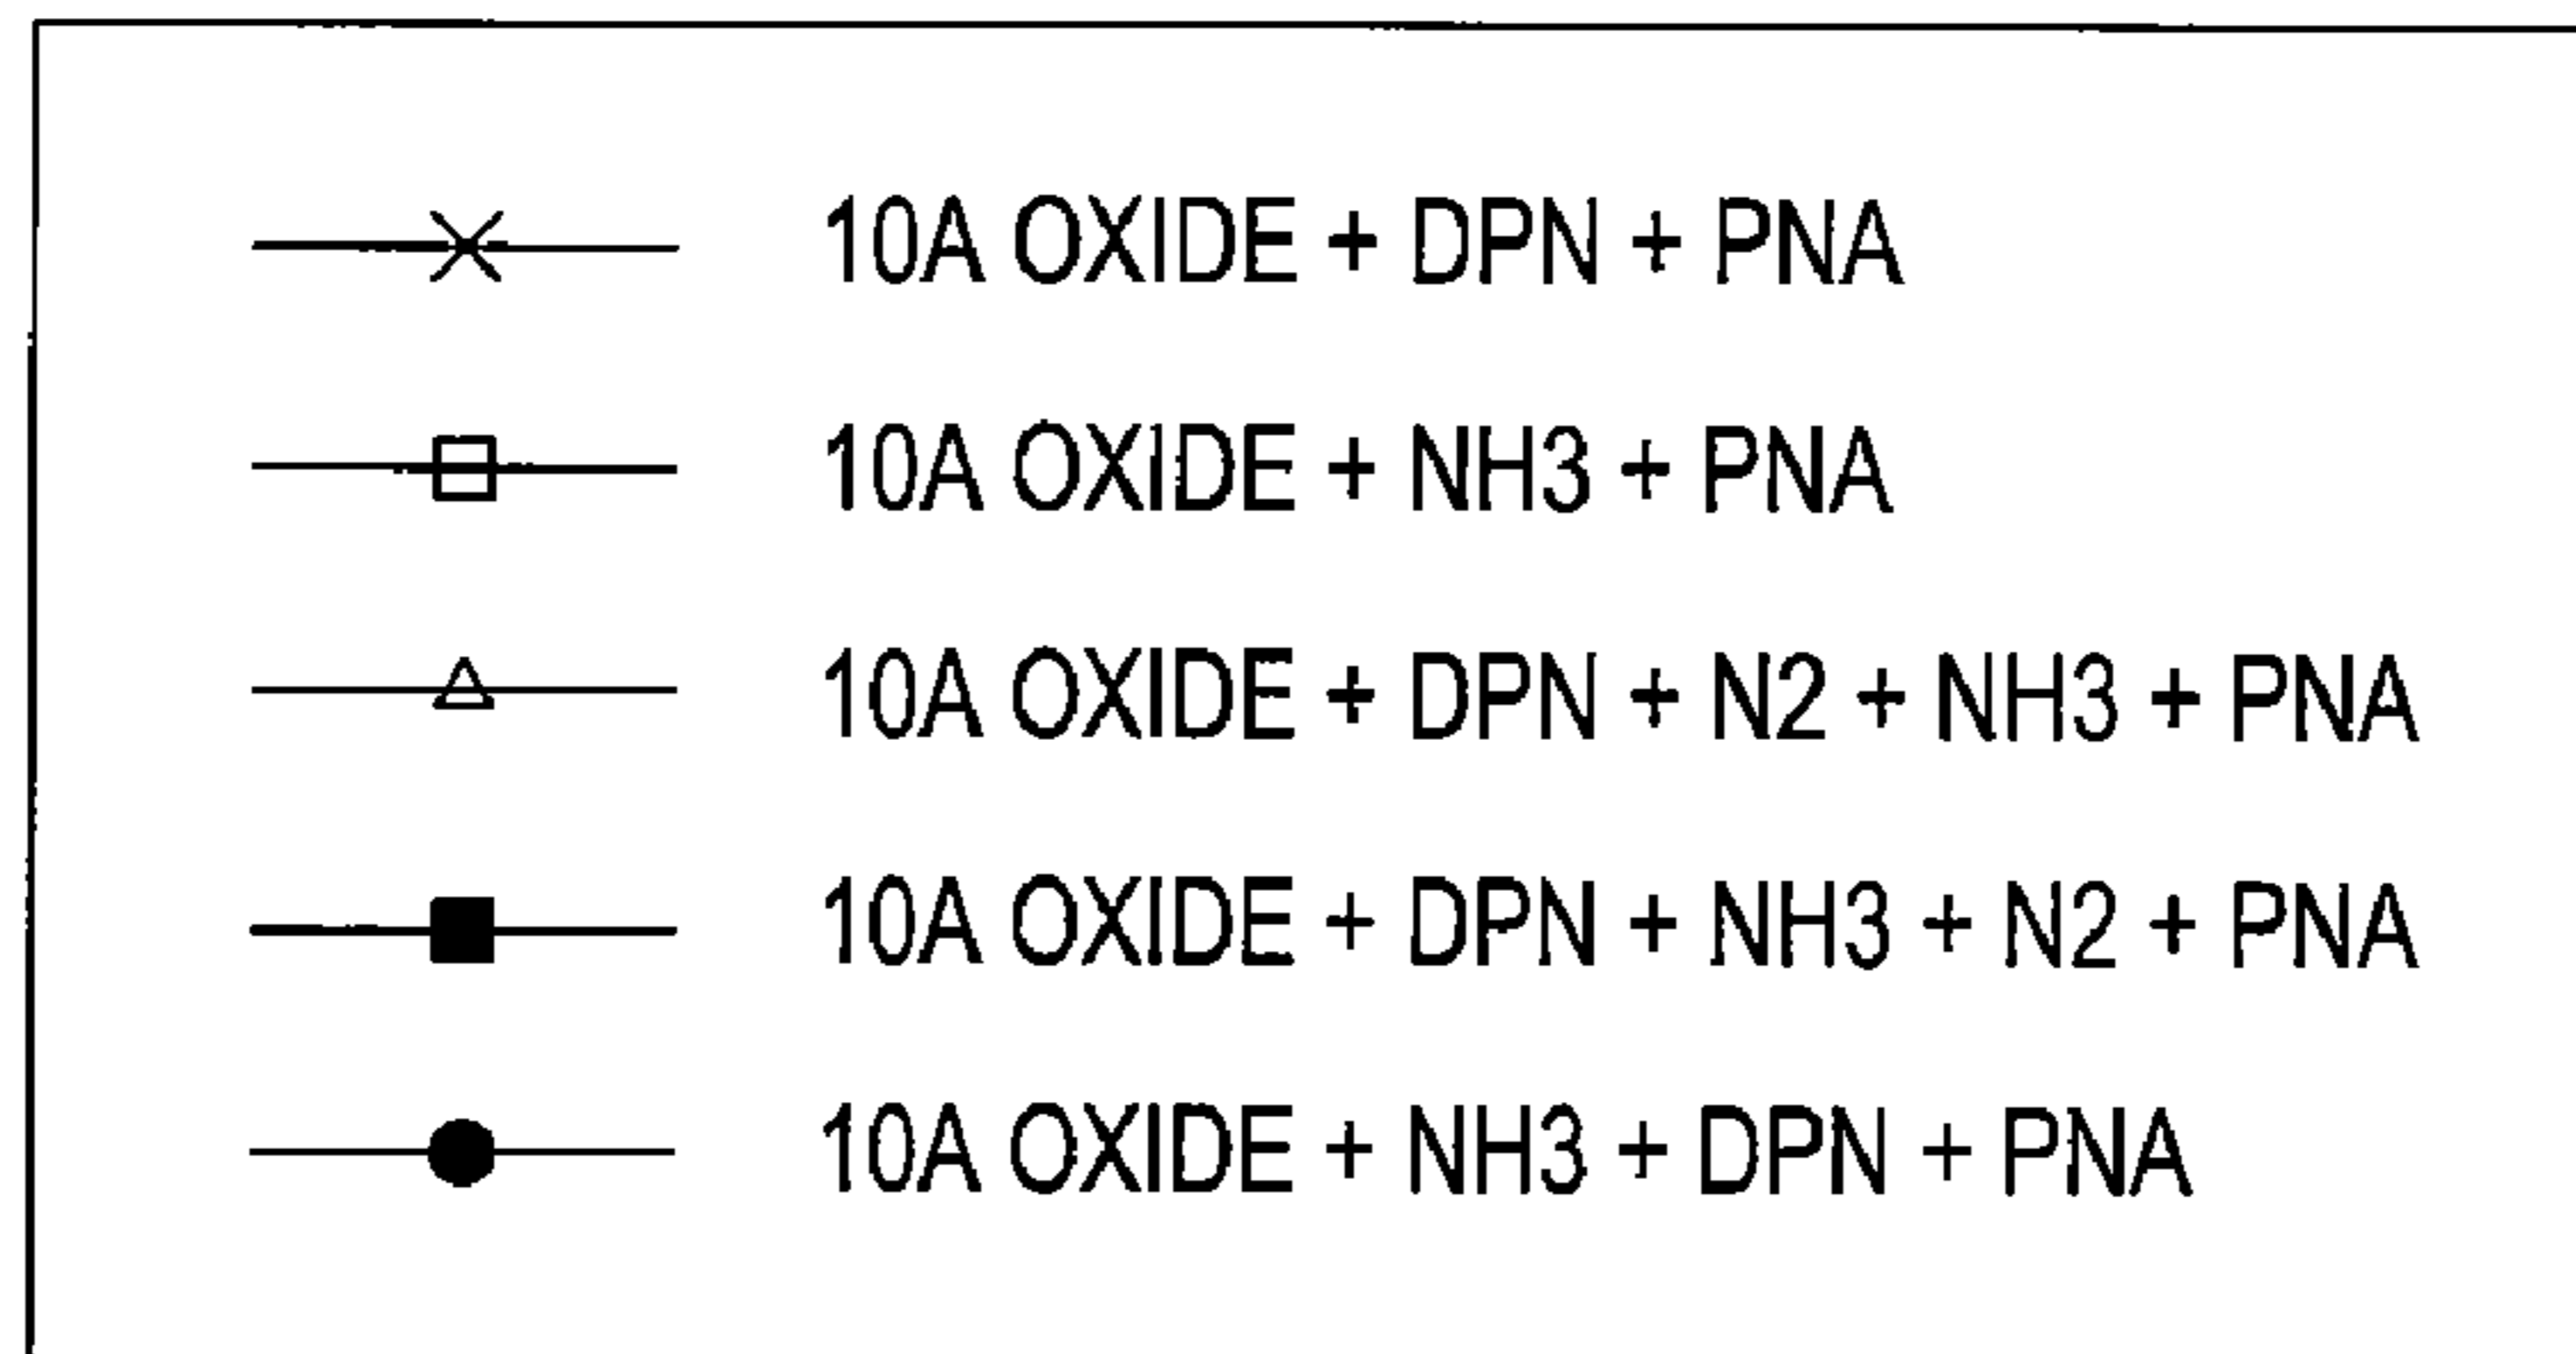 10A OXIDE + DPN + PNA
10A OXIDE + NH3 + PNA
10A OXIDE + DPN + N2 + NH3 + PNA
10A OXIDE + DPN + NH3 + N2 + PNA
10A OXIDE + NH3 + DPN + PNA